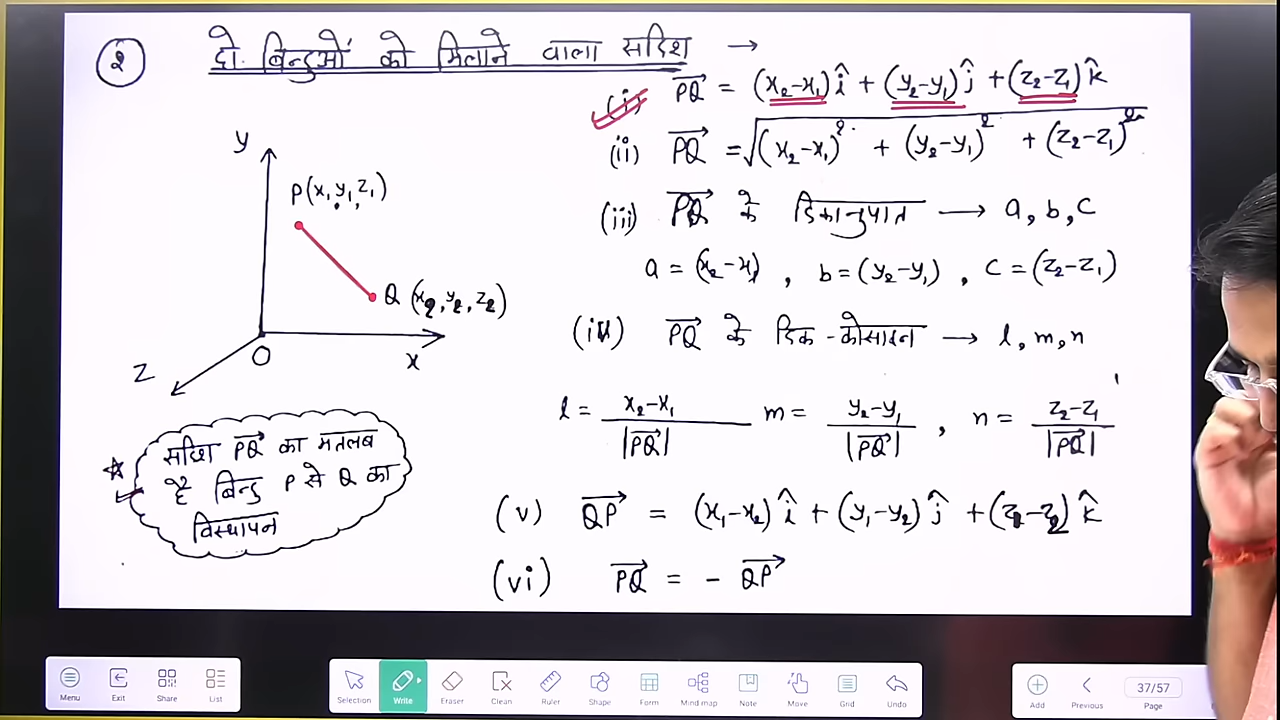 २
दो बिन्दुओं को मिलाने वाला सदिश →
(i) PQ⃗ = (x₂-x₁)î + (y₂-y₁)ĵ + (z₂-z₁)k̂
(ii) PQ⃗ = √(x₂-x₁)² + (y₂-y₁)² + (z₂-z₁)²
(iii) PQ⃗ के दिकानुपात → a, b, c
a = (x₂-x₁), b = (y₂-y₁), c = (z₂-z₁)
(iv) PQ⃗ के दिक-कोसाइन → l, m, n
l = x₂-x₁ / |PQ⃗| m = y₂-y₁ / |PQ⃗| , n = z₂-z₁ / |PQ⃗|
(v) QP⃗ = (x₁-x₂)î + (y₁-y₂)ĵ + (z₁-z₂)k̂
(vi) PQ⃗ = - QP⃗
y
P(x₁, y₁, z₁)
Q (x₂, y₂, z₂)
O
x
z
सदिश PQ⃗ का मतलब
है बिन्दु P से Q का
विस्थापन
Menu Exit Share List
Selection Write Eraser Clean Ruler Shape Form Mind map Note Move Grid Undo
Add Previous 37/57 Page